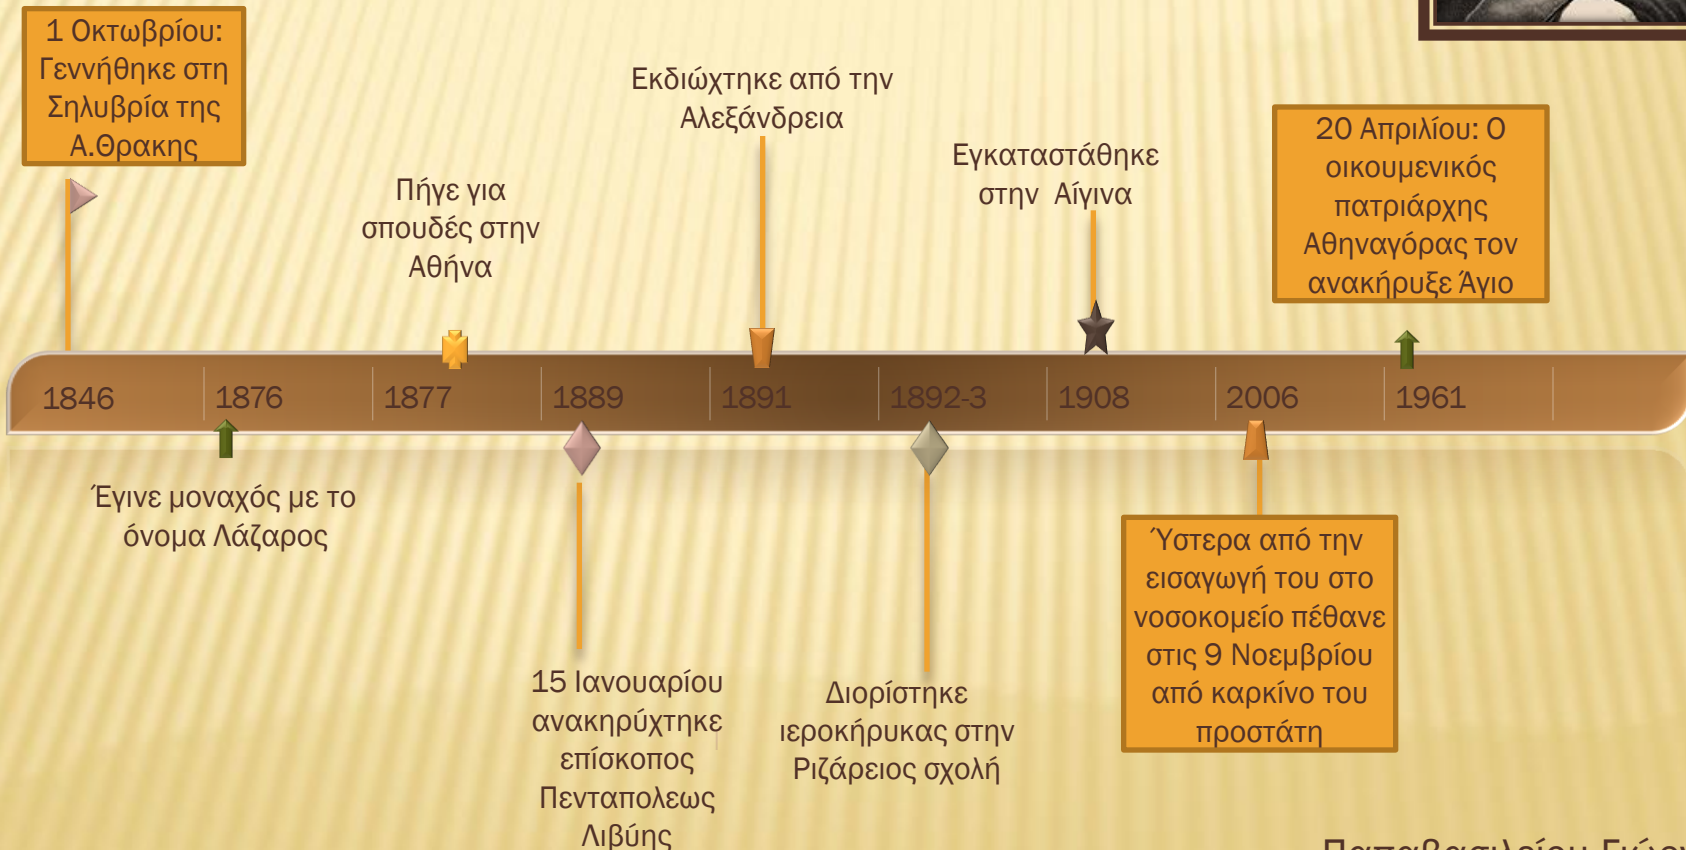 1 Οκτωβρίου:
Γεννήθηκε στη
Σηλυβρία της
Α.Θρακης
Πήγε για
σπουδές στην
Αθήνα
Εκδιώχτηκε από την
Αλεξάνδρεια
Εγκαταστάθηκε
στην Αίγινα
20 Απριλίου: Ο
οικουμενικός
πατριάρχης
Αθηναγόρας τον
ανακήρυξε Άγιο
1846 1876 1877 1889 1891 1892-3 1908 2006 1961
Έγινε μοναχός με το
όνομα Λάζαρος
15 Ιανουαρίου
ανακηρύχτηκε
επίσκοπος
Πενταπολεως
Λιβύης
Διορίστηκε
ιεροκήρυκας στην
Ριζάρειος σχολή
Ύστερα από την
εισαγωγή του στο
νοσοκομείο πέθανε
στις 9 Νοεμβρίου
από καρκίνο του
προστάτη